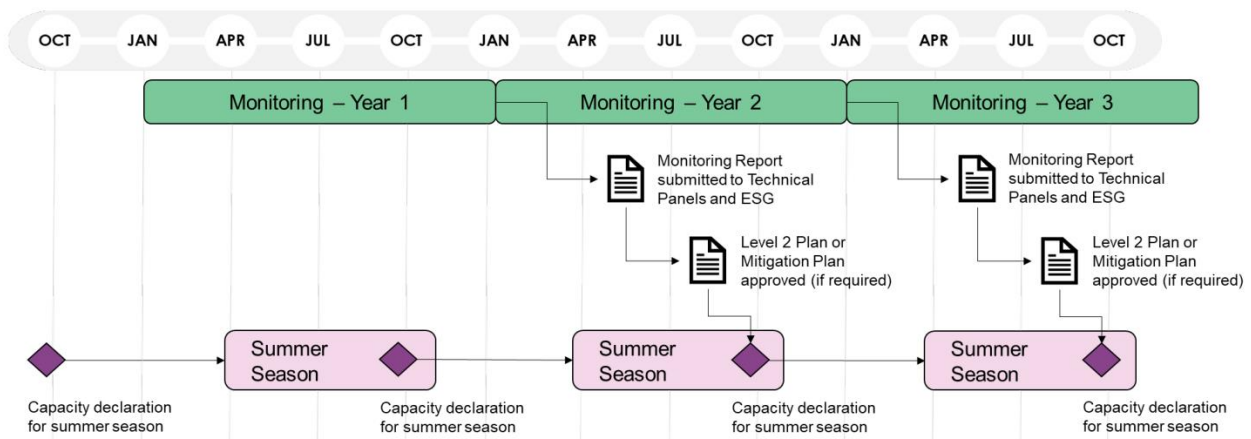 OCT JAN APR JUL OCT JAN APR JUL OCT JAN APR JUL OCT
Monitoring – Year 1
Monitoring – Year 2
Monitoring – Year 3
Monitoring Report
submitted to Technical
Panels and ESG
Monitoring Report
submitted to Technical
Panels and ESG
Level 2 Plan or
Mitigation Plan
approved (if required)
Level 2 Plan or
Mitigation Plan
approved (if required)
Summer
Season
Summer
Season
Summer
Season
Capacity declaration
for summer season
Capacity declaration
for summer season
Capacity declaration
for summer season
Capacity declaration
for summer season